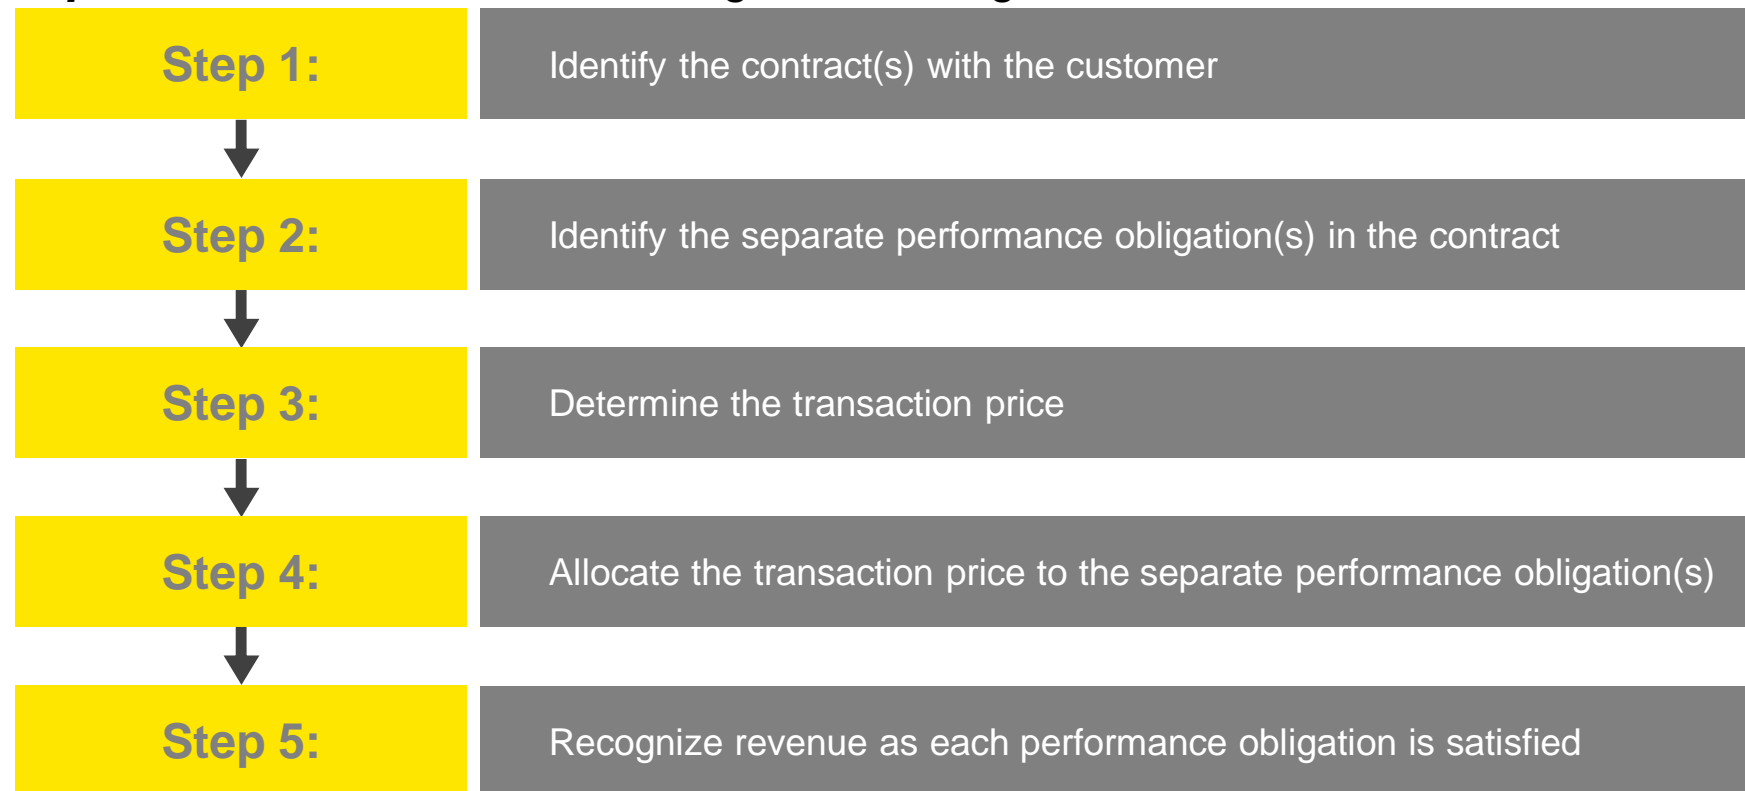 Step 1:
Identify the contract(s) with the customer
Step 2:
Identify the separate performance obligation(s) in the contract
Step 3:
Determine the transaction price
Step 4:
Allocate the transaction price to the separate performance obligation(s)
Step 5:
Recognize revenue as each performance obligation is satisfied